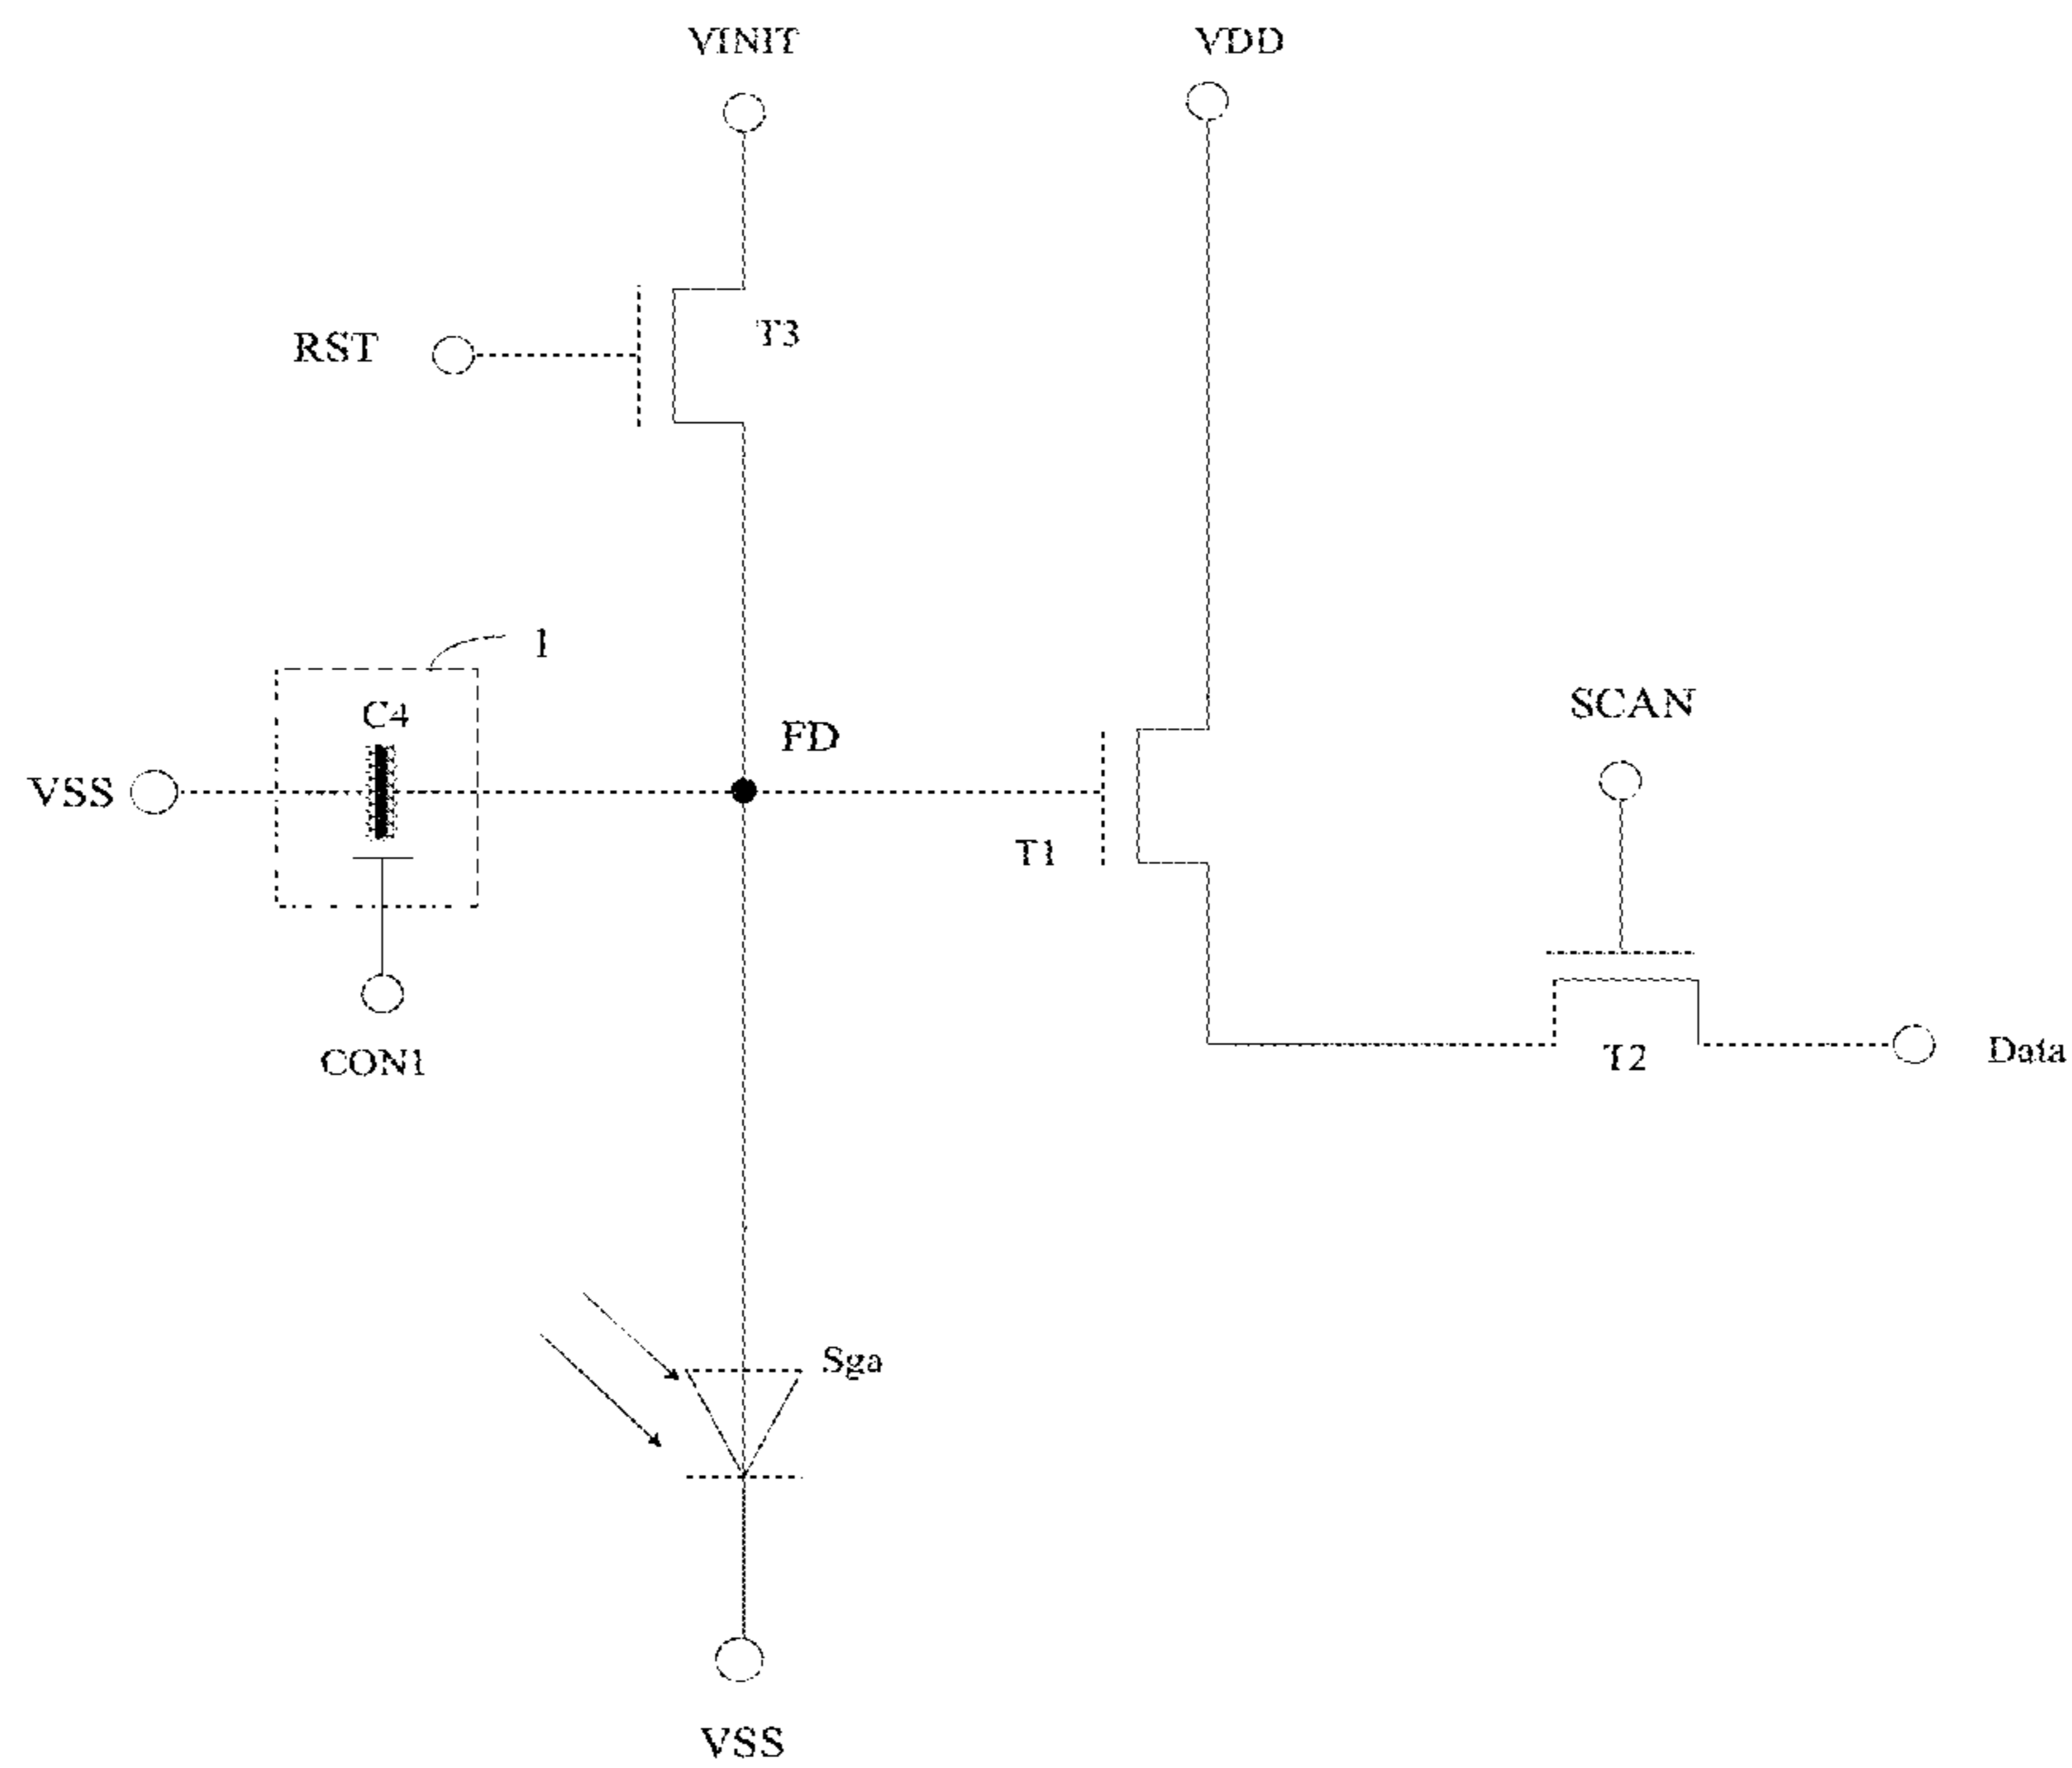 VINIT
VDD
T3
RST
1
C4
SCAN
FD
VSS
T1
CON1
T2
Data
Sga
VSS